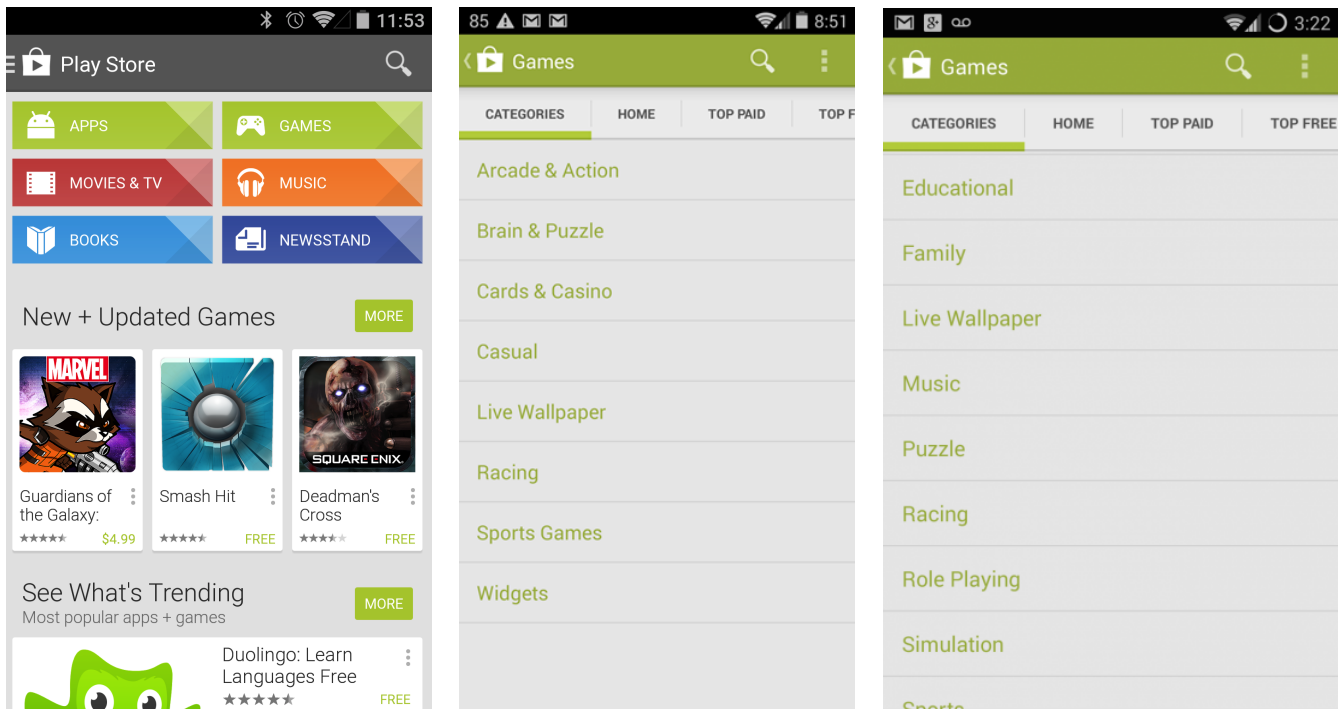 11:53
Play Store
APPS
GAMES
MOVIES & TV
MUSIC
BOOKS
NEWSSTAND
New + Updated Games
MORE
MARVEL
SQUARE ENIX
Guardians of
the Galaxy:
$4.99
Smash Hit
FREE
Deadman's
Cross
FREE
See What's Trending
MORE
Most popular apps + games
Duolingo: Learn
Languages Free
FREE
85
8:51
Games
CATEGORIES
HOME
TOP PAID
TOP F
Arcade & Action
Brain & Puzzle
Cards & Casino
Casual
Live Wallpaper
Racing
Sports Games
Widgets
3:22
Games
CATEGORIES
HOME
TOP PAID
TOP FREE
Educational
Family
Live Wallpaper
Music
Puzzle
Racing
Role Playing
Simulation
Sports